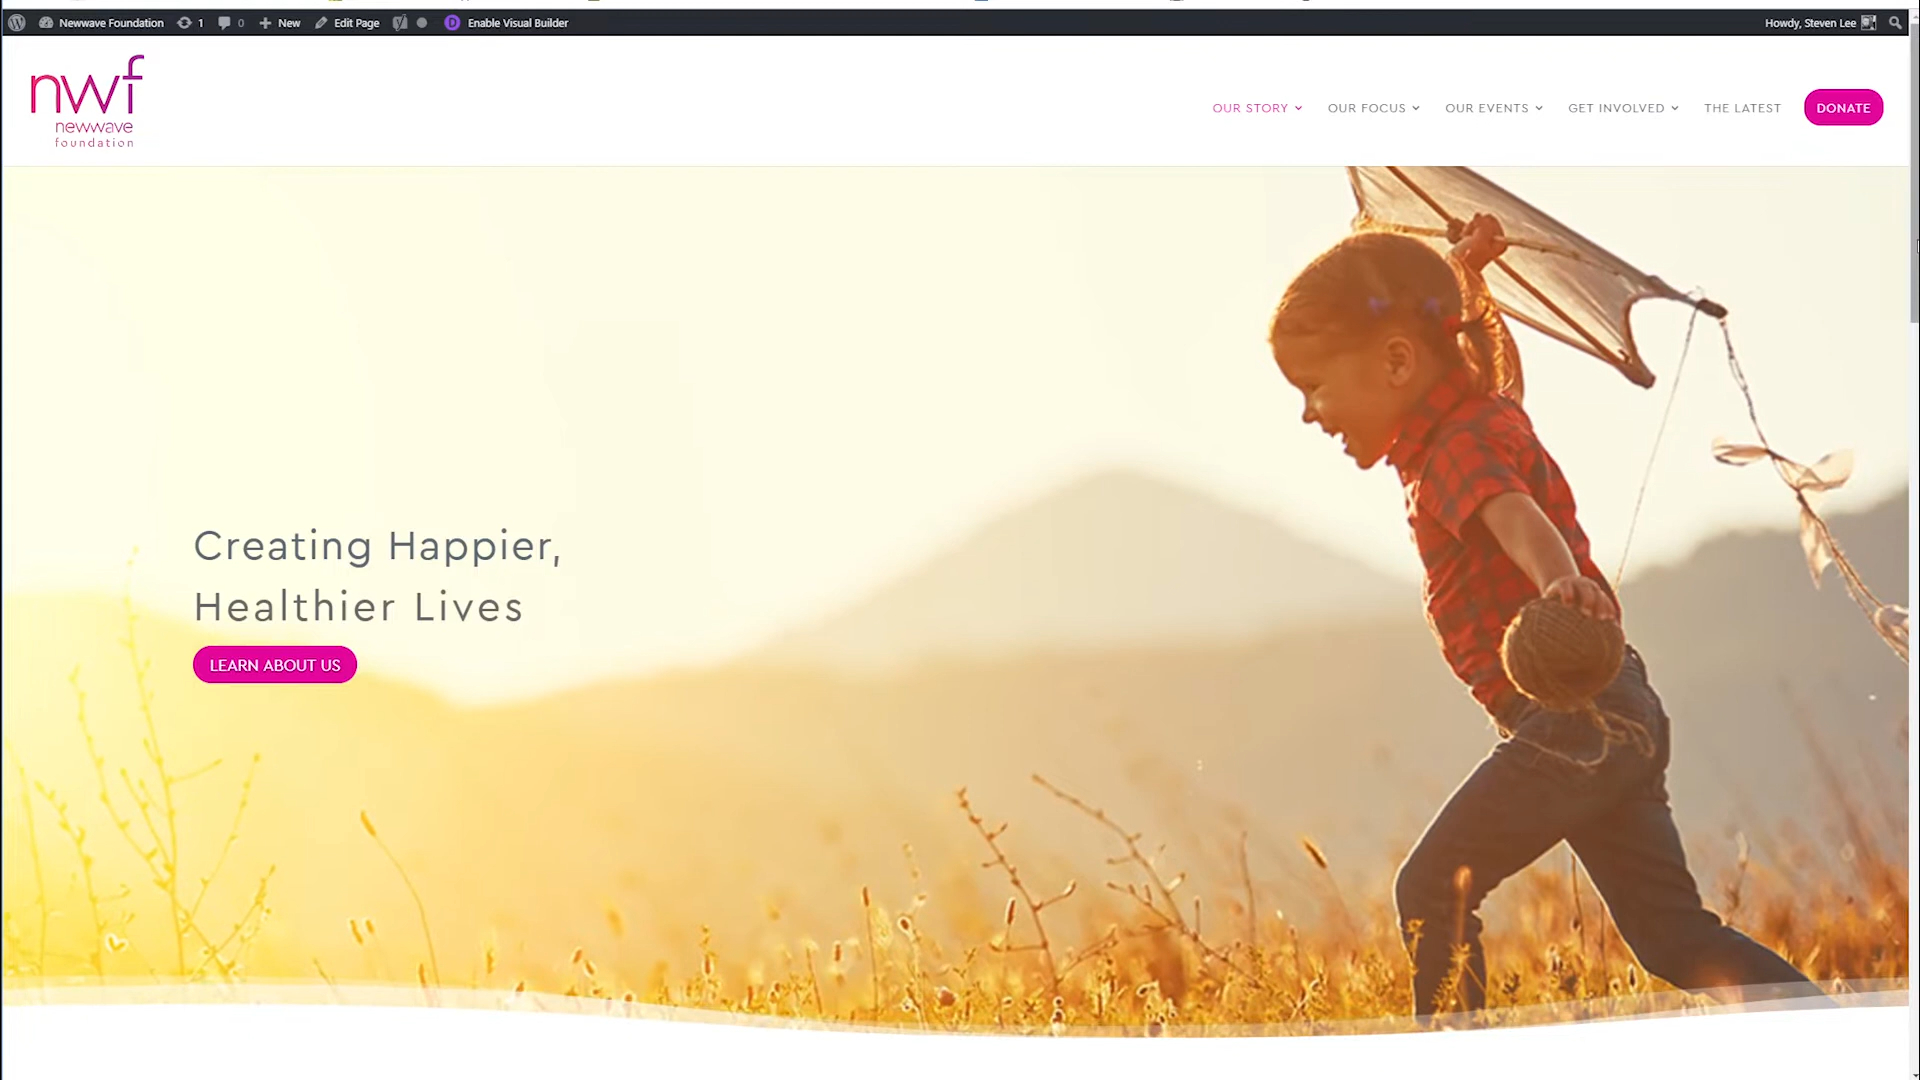 Newwave Foundation 1 0 New Edit Page Enable Visual Builder Howdy, Steven Lee
nwf
newwave
foundation
OUR STORY OUR FOCUS OUR EVENTS GET INVOLVED THE LATEST DONATE
Creating Happier,
Healthier Lives
LEARN ABOUT US